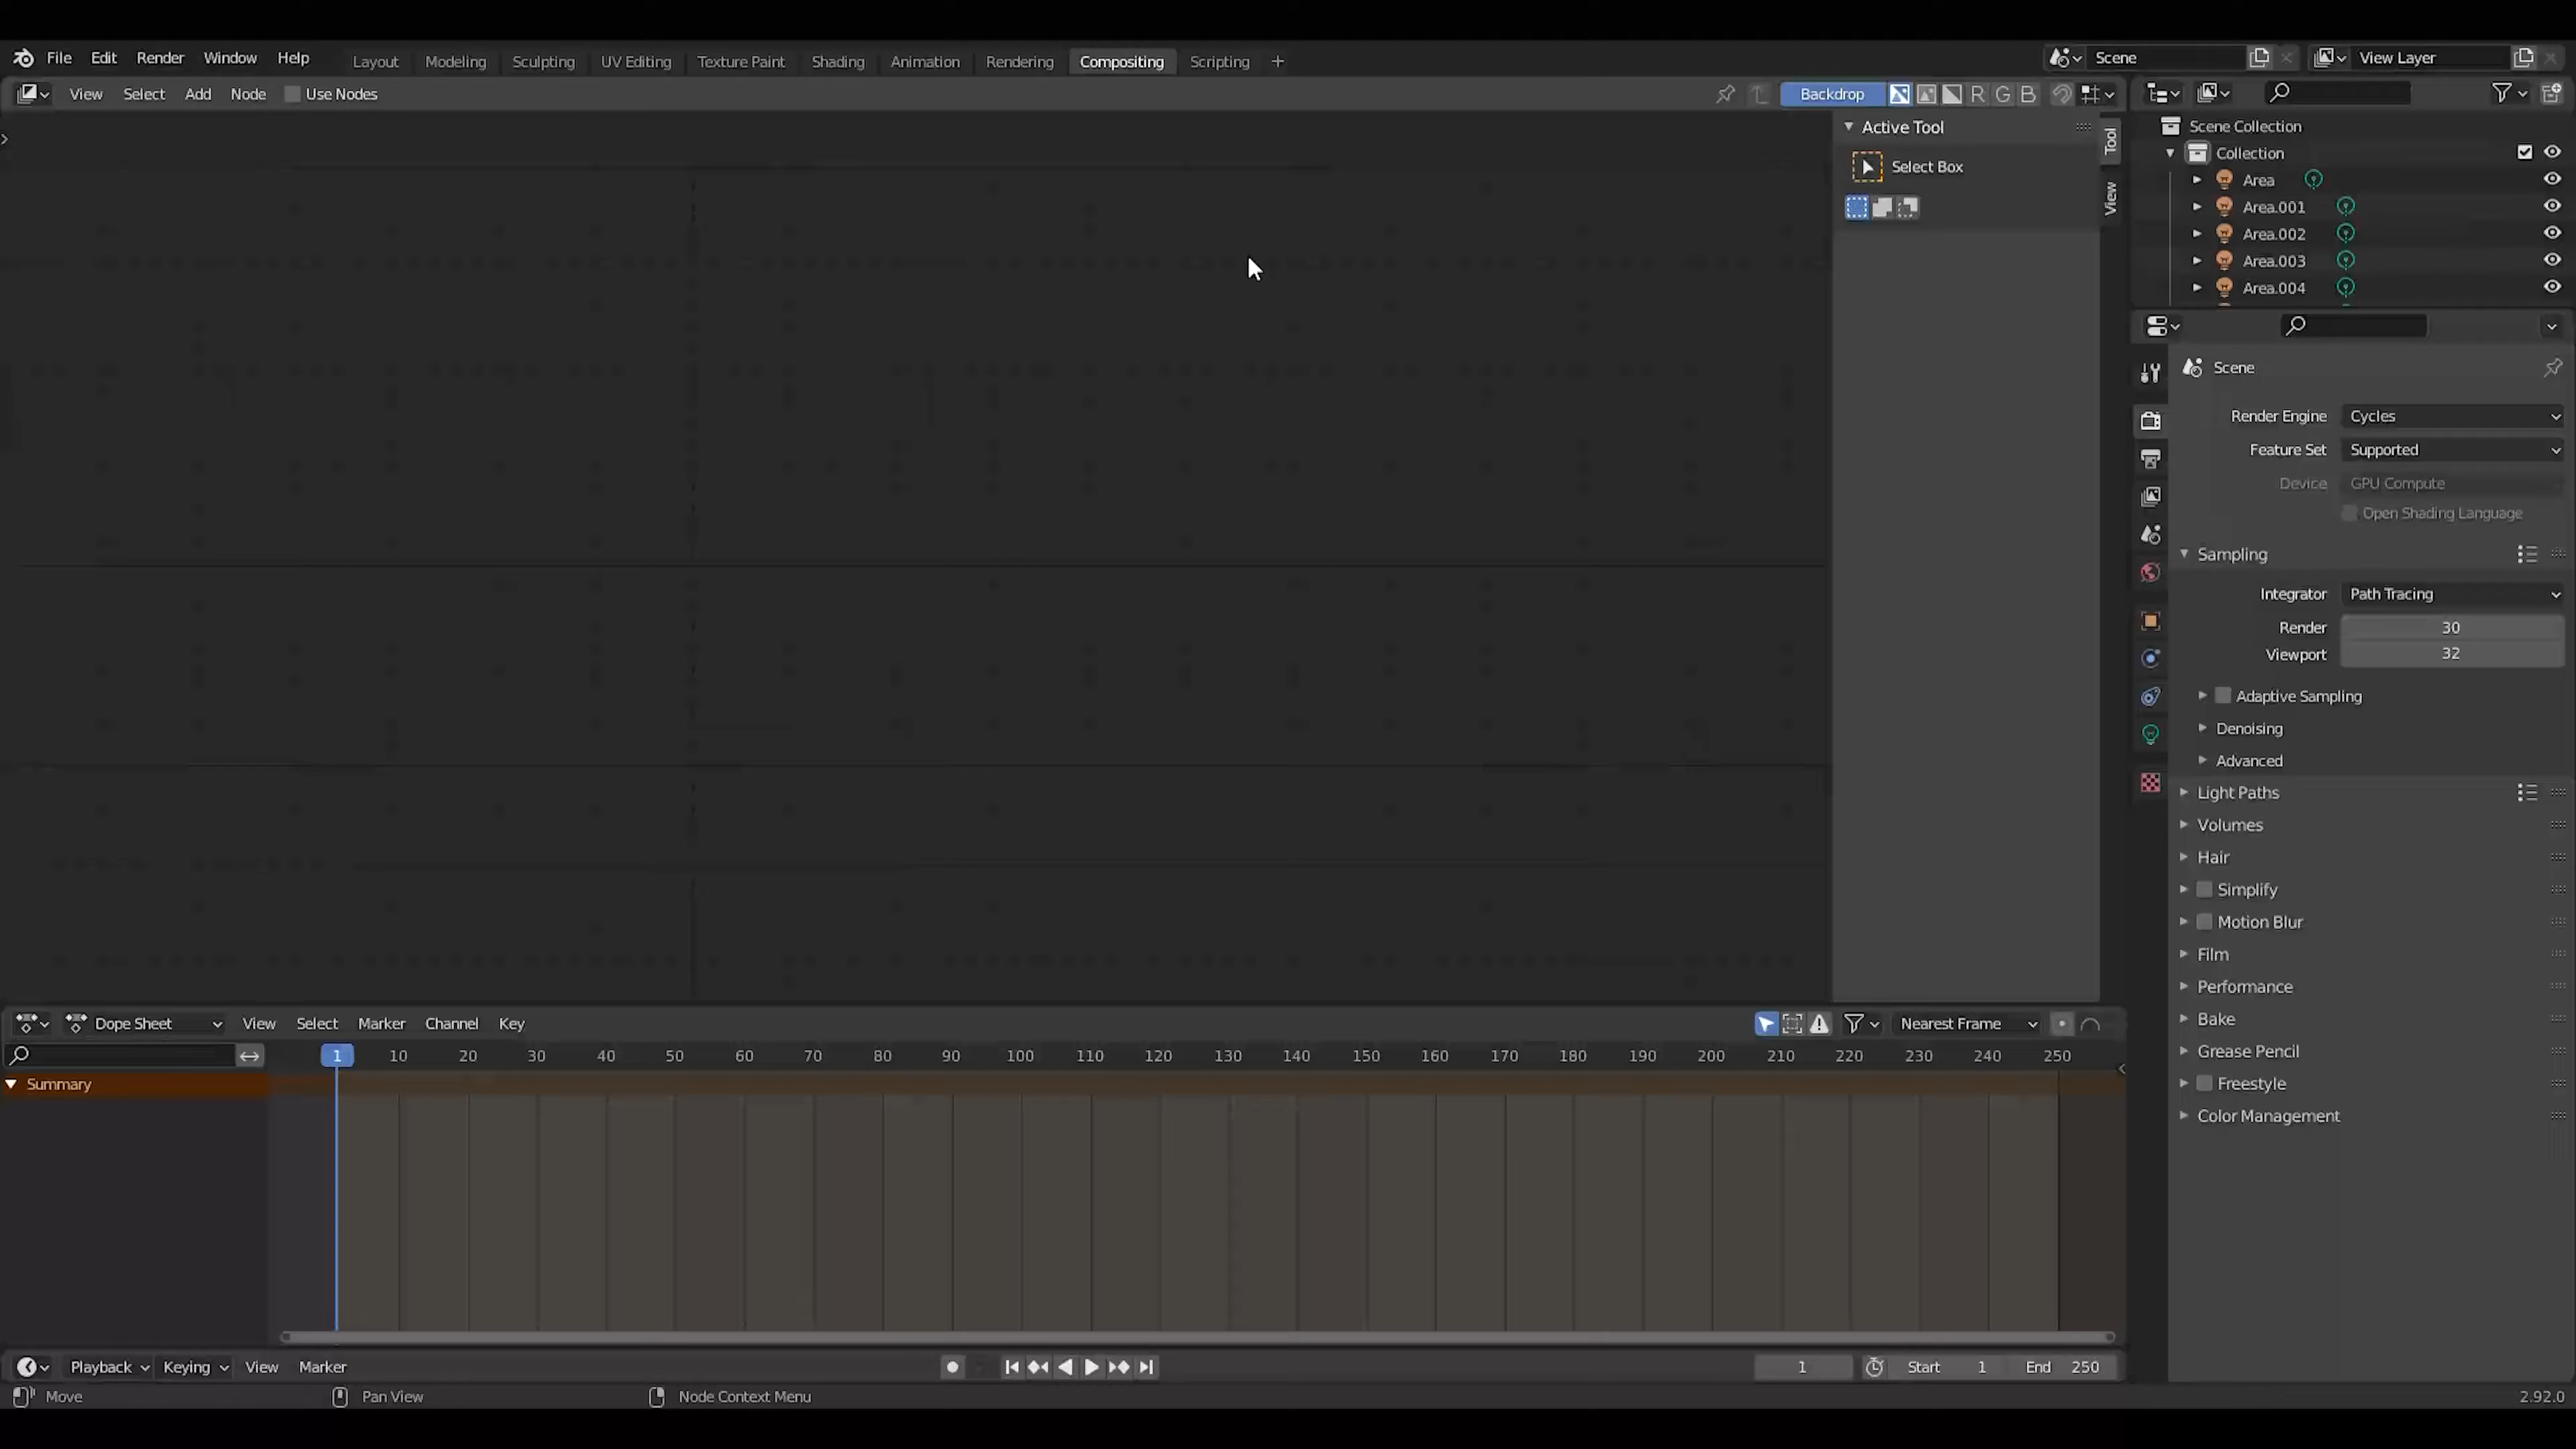 File Edit Render Window Help Layout Modeling Sculpting UV Editing Texture Paint Shading Animation Rendering Compositing Scripting + Scene View Layer
View Select Add Node Use Nodes Backdrop R G B
Active Tool
Select Box
Tool
View
Scene Collection
Collection
Area
Area.001
Area.002
Area.003
Area.004
Scene
Render Engine Cycles
Feature Set Supported
Device GPU Compute
Open Shading Language
Sampling
Integrator Path Tracing
Render 30
Viewport 32
Adaptive Sampling
Denoising
Advanced
Light Paths
Volumes
Hair
Simplify
Motion Blur
Film
Performance
Bake
Grease Pencil
Freestyle
Color Management
Dope Sheet View Select Marker Channel Key Nearest Frame
1 10 20 30 40 50 60 70 80 90 100 110 120 130 140 150 160 170 180 190 200 210 220 230 240 250
Summary
Playback Keying View Marker 1 Start 1 End 250
Move Pan View Node Context Menu 2.92.0